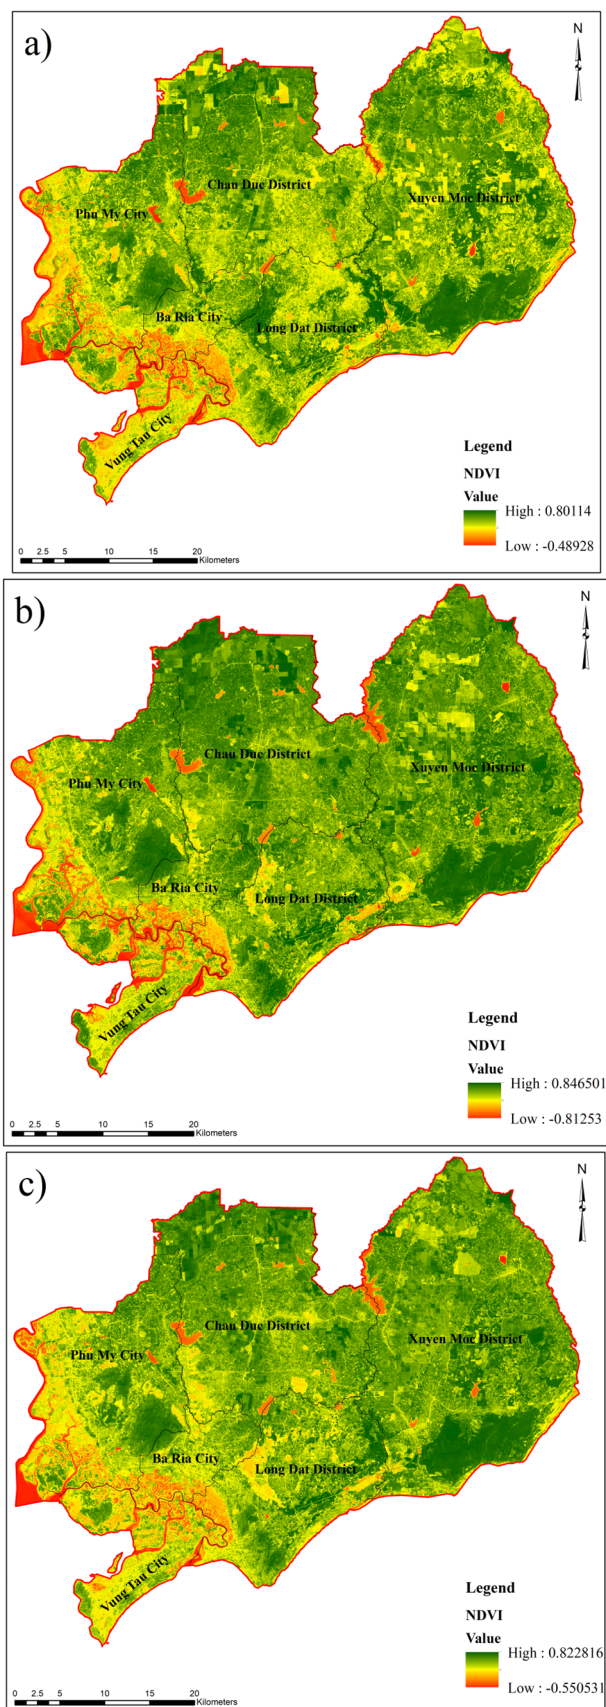 a)
N
Chau Duc District
Xuyen Moc District
Phu My City
Ba Ria City
Long Dat District
Vung Tau City
Legend
NDVI
Value
High : 0.80114
Low : -0.48928
0 2.5 5 10 15 20
Kilometers
b)
N
Chau Duc District
Xuyen Moc District
Phu My City
Ba Ria City
Long Dat District
Vung Tau City
Legend
NDVI
Value
High : 0.846501
Low : -0.81253
0 2.5 5 10 15 20
Kilometers
c)
N
Chau Duc District
Xuyen Moc District
Phu My City
Ba Ria City
Long Dat District
Vung Tau City
Legend
NDVI
Value
High : 0.822816
Low : -0.550531
0 2.5 5 10 15 20
Kilometers